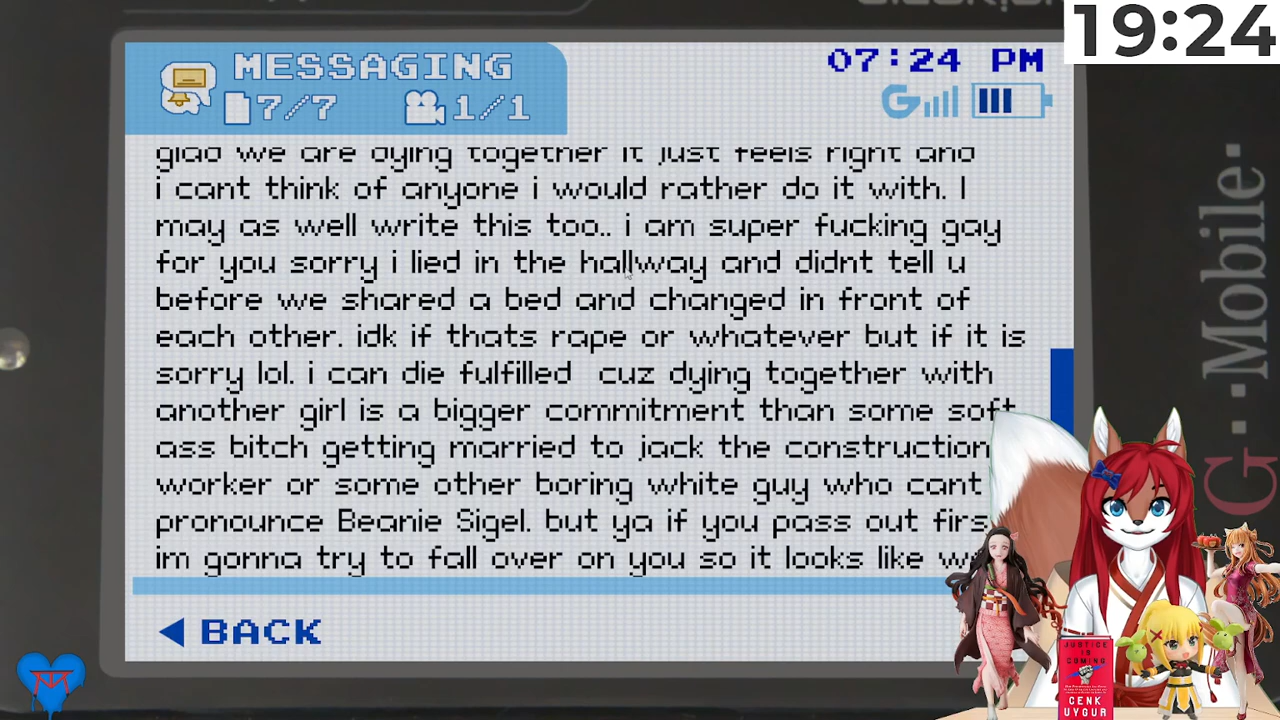 19:24
MESSAGING
07:24 PM
7/7
1/1
G
glad we are dying together it just feels right and
i cant think of anyone i would rather do it with. I
may as well write this too.. i am super fucking gay
for you sorry i lied in the hallway and didnt tell u
before we shared a bed and changed in front of
each other. idk if thats rape or whatever but if it is
sorry lol. i can die fulfilled  cuz dying together with
another girl is a bigger commitment than some soft
ass bitch getting married to jack the construction
worker or some other boring white guy who cant
pronounce Beanie Sigel. but ya if you pass out
im gonna try to fall over on you so it looks like
BACK
G··Mobile·
JUSTICE
IS
COMING
CENK
UYGUR